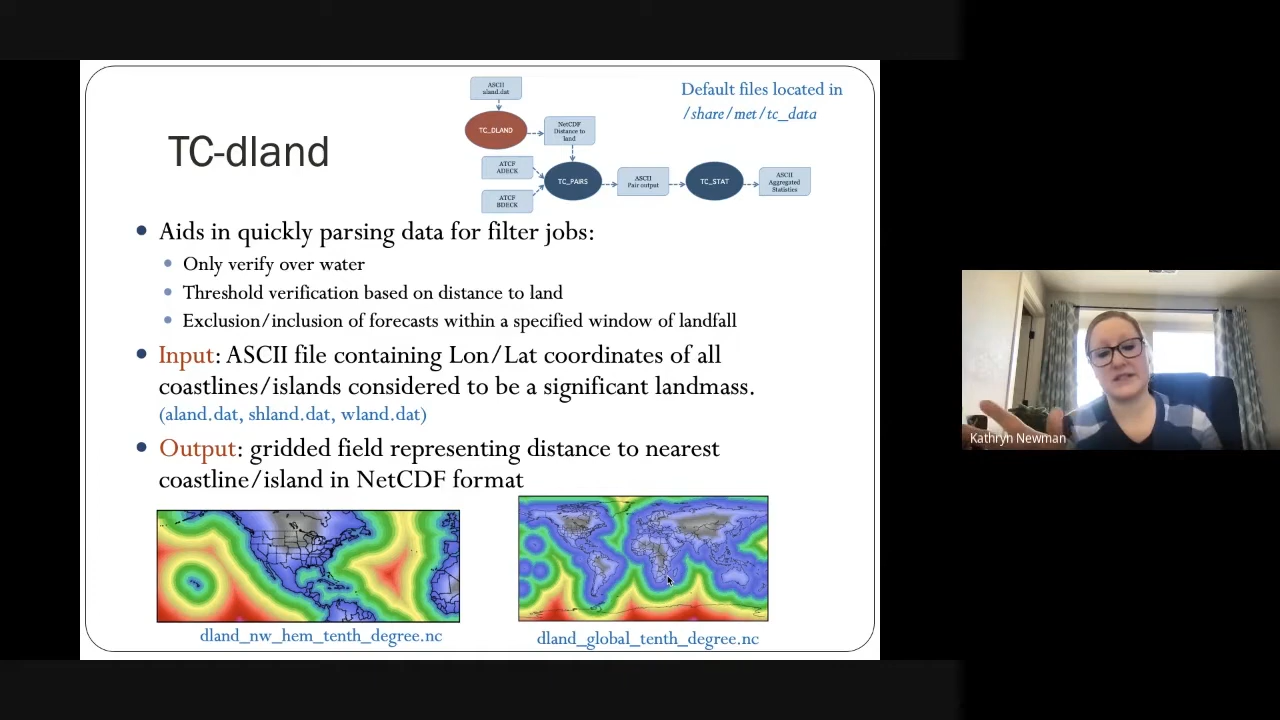 TC-dland
Default files located in
/share/met/tc_data
ASCII
aland.dat
TC_DLAND
NetCDF
Distance to
land
ATCF
ADECK
ATCF
BDECK
TC_PAIRS
ASCII
Pair output
TC_STAT
ASCII
Aggregated
Statistics
Aids in quickly parsing data for filter jobs:
Only verify over water
Threshold verification based on distance to land
Exclusion/inclusion of forecasts within a specified window of landfall
Input: ASCII file containing Lon/Lat coordinates of all
coastlines/islands considered to be a significant landmass.
(aland.dat, shland.dat, wland.dat)
Output: gridded field representing distance to nearest
coastline/island in NetCDF format
dland_nw_hem_tenth_degree.nc
dland_global_tenth_degree.nc
Kathryn Newman